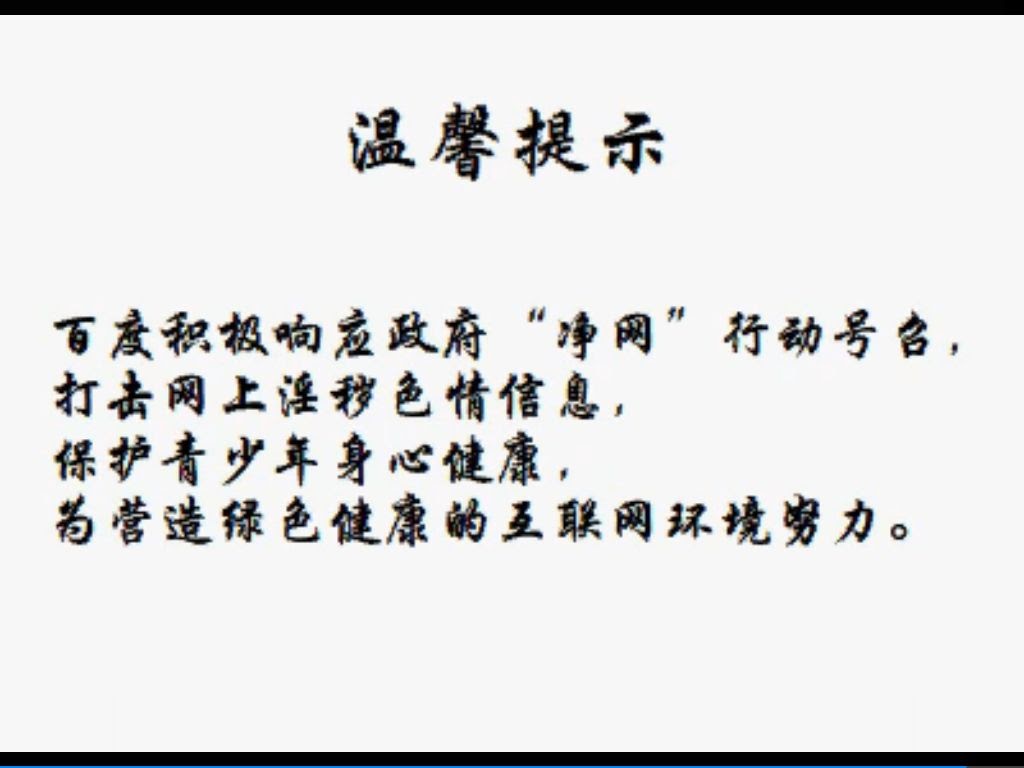 温馨提示
百度积极响应政府“净网”行动号召，
打击网上淫秽色情信息，
保护青少年身心健康，
为营造绿色健康的互联网环境努力。